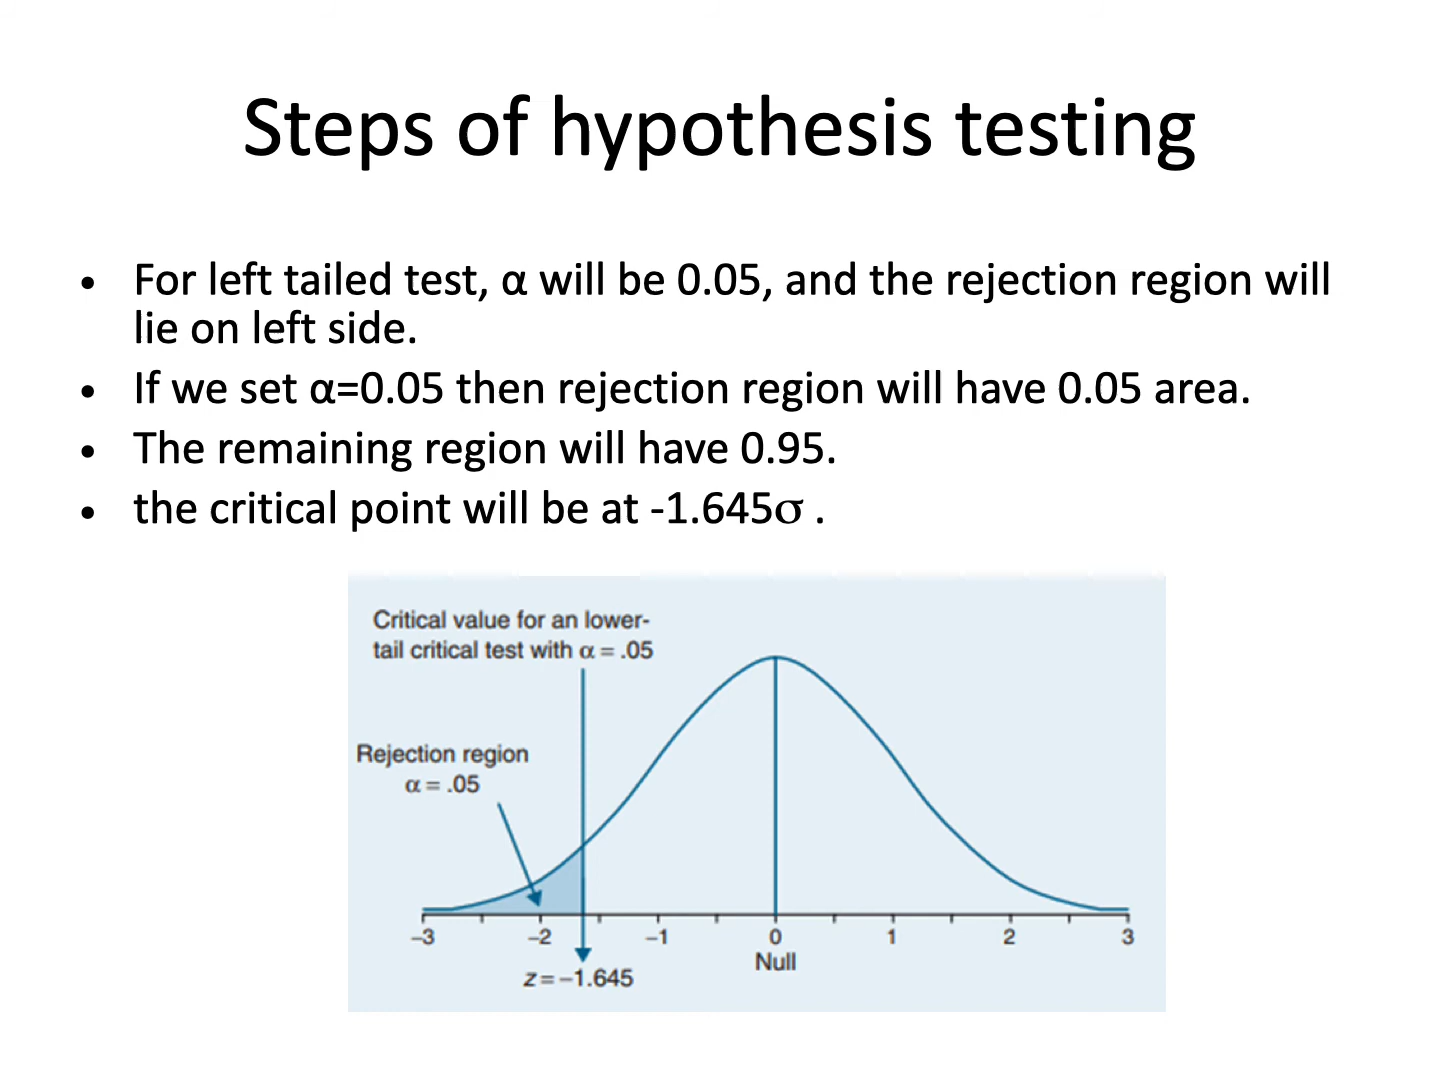 Steps of hypothesis testing
• For left tailed test, α will be 0.05, and the rejection region will
lie on left side.
• If we set α=0.05 then rejection region will have 0.05 area.
• The remaining region will have 0.95.
• the critical point will be at -1.645σ .
Critical value for an lower-
tail critical test with α = .05
Rejection region
α = .05
–3 –2 –1 0 1 2 3
Null
z = –1.645